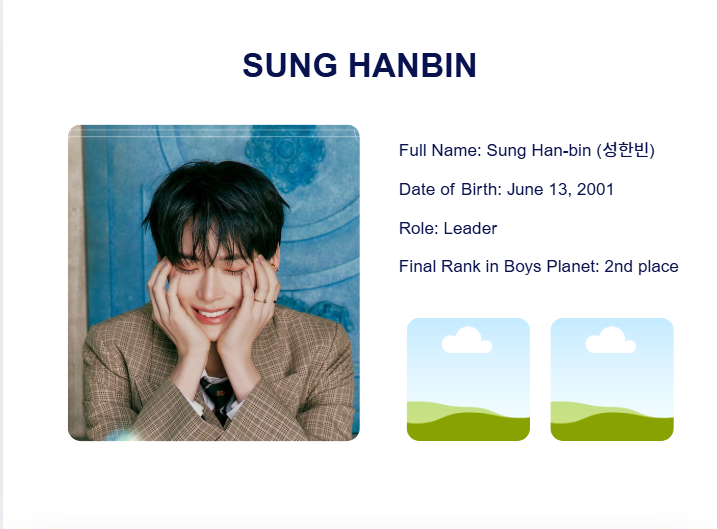 SUNG HANBIN
Full Name: Sung Han-bin (성한빈)
Date of Birth: June 13, 2001
Role: Leader
Final Rank in Boys Planet: 2nd place